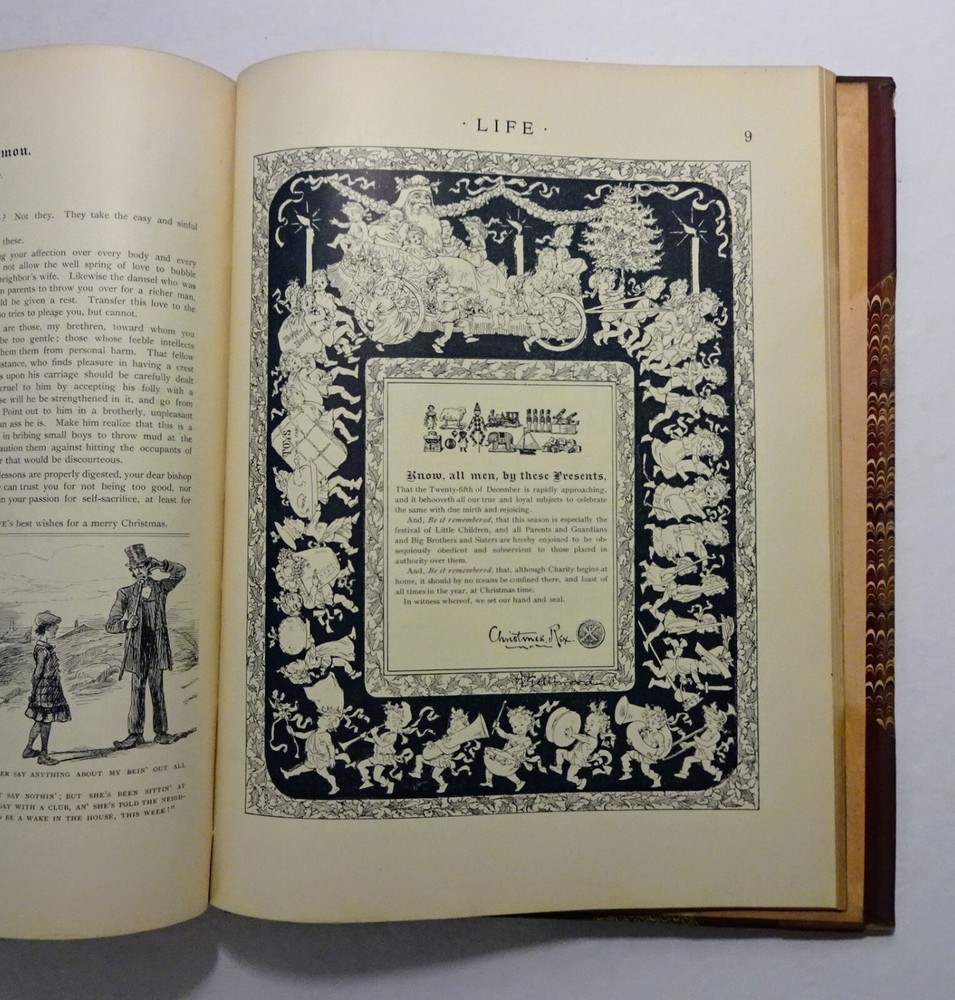 mon.
? Not they. They take the easy and sinful
these.
g your affection over every body and every
not allow the well spring of love to bubble
neighbor's wife. Likewise the damsel who was
parents to throw you over for a richer man,
ld be given a rest. Transfer this love to the
o tries to please you, but cannot.
are those, my brethren, toward whom you
be too gentle; those whose feeble intellects
hem them from personal harm. That fellow
stance, who finds pleasure in having a crest
s upon his carriage should be carefully dealt
cruel to him by accepting his folly with a
se will he be strengthened in it, and go from
Point out to him in a brotherly, unpleasant
an ass he is. Make him realize that this is a
in bribing small boys to throw mud at the
aution them against hitting the occupants of
r that would be discourteous.
lessons are properly digested, your dear bishop
can trust you for not being too good, nor
in your passion for self-sacrifice, at least for
FE's best wishes for a merry Christmas.
ER SAY ANYTHING ABOUT MY BEIN' OUT ALL
T SAY NOTHIN'; BUT SHE'S BEEN SITTIN' AT
DAY WITH A CLUB, AN' SHE'S TOLD THE NEIGH-
O BE A WAKE IN THE HOUSE, THIS WEEK!"
· LIFE ·
9
TOYS
Know, all men, by these Presents,
That the Twenty-fifth of December is rapidly approaching,
and it behooveth all our true and loyal subjects to celebrate
the same with due mirth and rejoicing.
And, Be it remembered, that this season is especially the
festival of Little Children, and all Parents and Guardians
and Big Brothers and Sisters are hereby enjoined to be ob-
sequiously obedient and subservient to those placed in
authority over them.
And, Be it remembered, that, although Charity begins at
home, it should by no means be confined there, and least of
all times in the year, at Christmas time.
In witness whereof, we set our hand and seal.
Christmas, Rex.